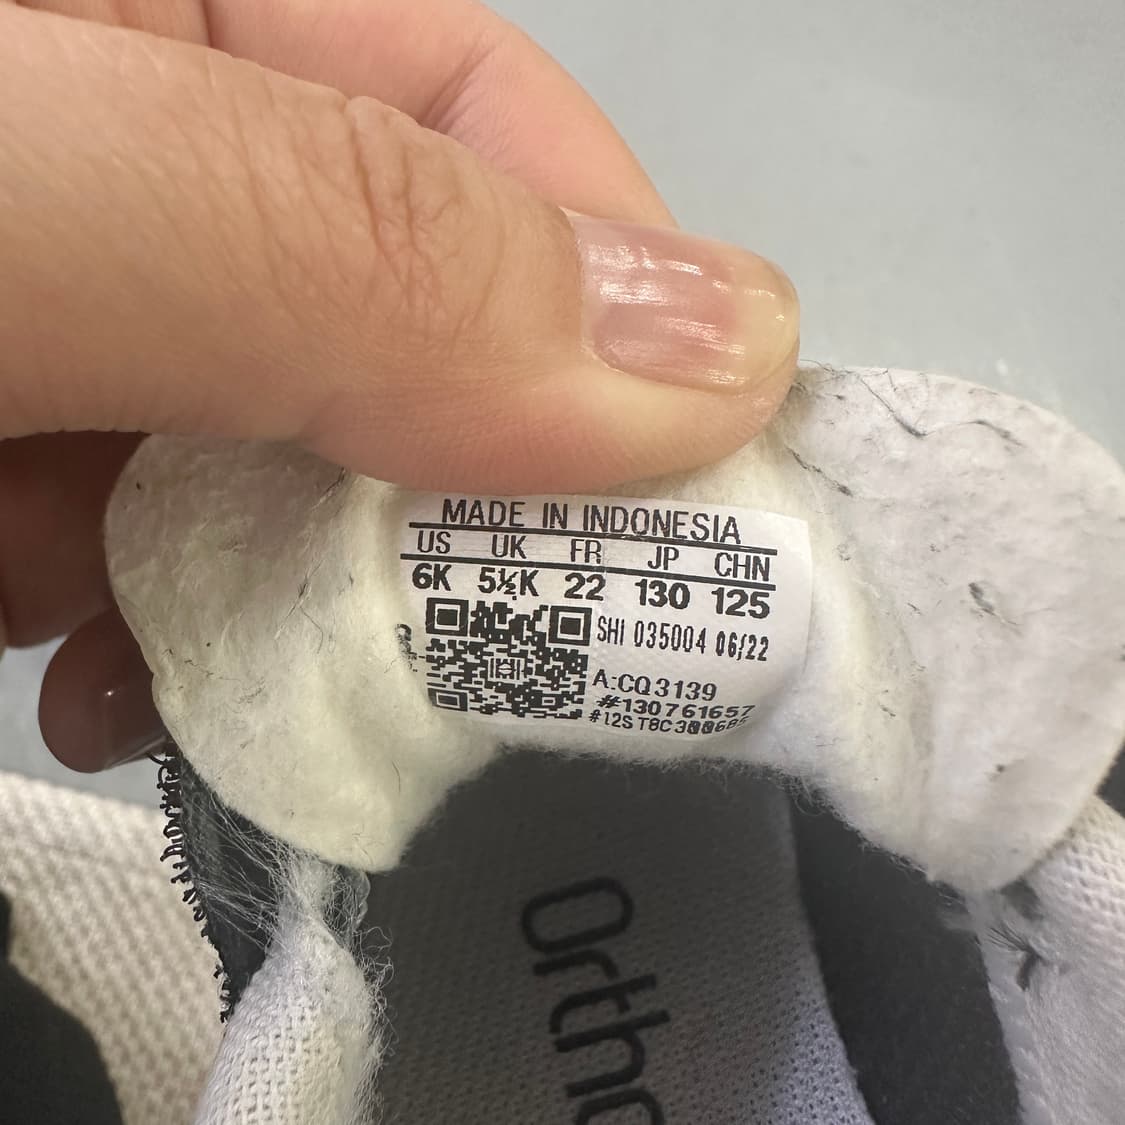 MADE IN INDONESIA
US UK FR JP CHN
6K 5½K 22 130 125
SHI 035004 06/22
A:CQ3139
#130761657
Ortho